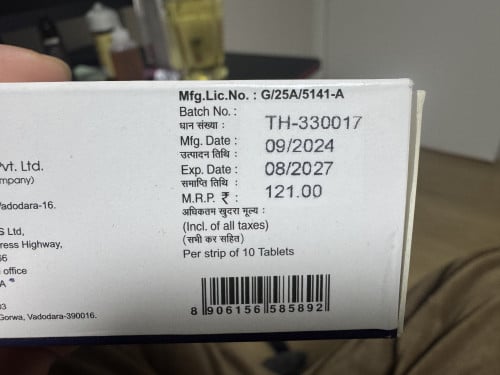 Mfg.Lic.No. : G/25A/5141-A
Batch No. :
धान संख्या : TH-330017
Mfg. Date : 09/2024
उत्पादन तिथि :
Exp. Date : 08/2027
समाप्ति तिथि :
M.R.P. ₹ : 121.00
अधिकतम खुदरा मूल्य :
(Incl. of all taxes)
(सभी कर सहित)
Per strip of 10 Tablets
8 906156 585892
Pvt. Ltd.
Vadodara-16.
S Ltd,
ress Highway,
66
office
A
03
Gorwa, Vadodara-390016.